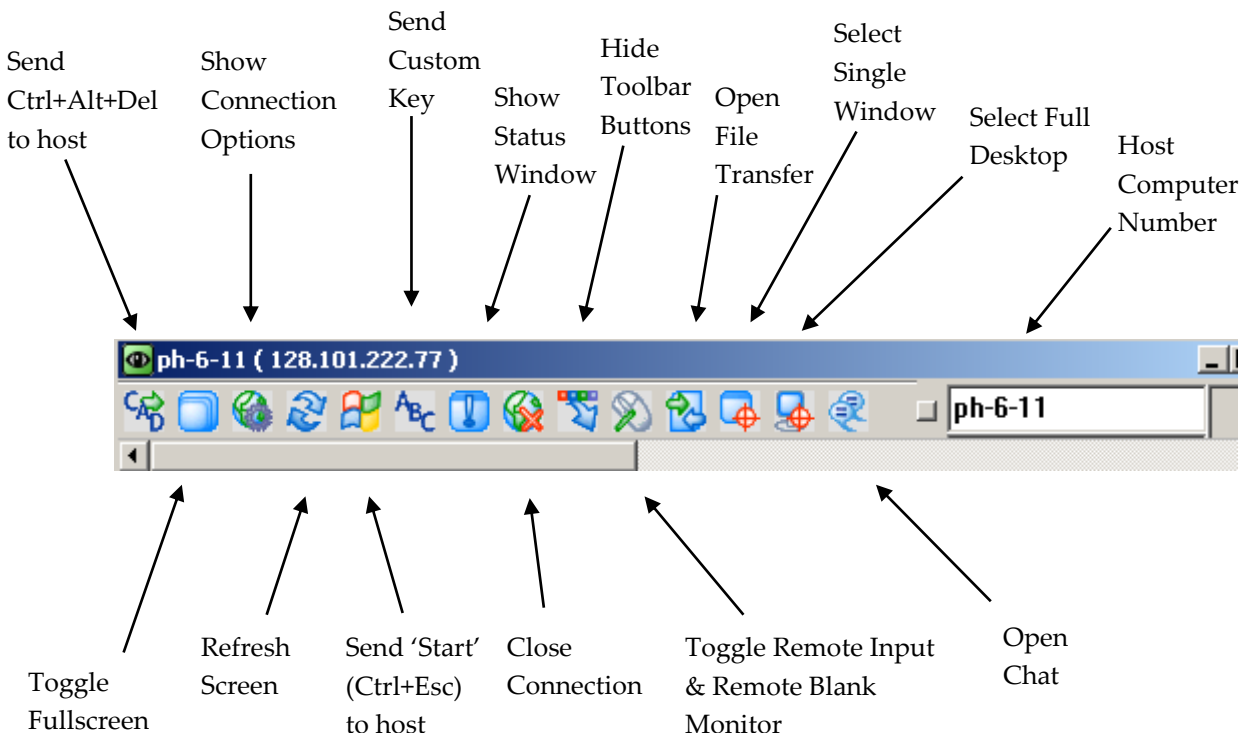 Send
Ctrl+Alt+Del
to host
Show
Connection
Options
Send
Custom
Key
Show
Status
Window
Hide
Toolbar
Buttons
Open
File
Transfer
Select
Single
Window
Select Full
Desktop
Host
Computer
Number
ph-6-11 ( 128.101.222.77 )
CAD
ABC
ph-6-11
Toggle
Fullscreen
Refresh
Screen
Send ‘Start’
(Ctrl+Esc)
to host
Close
Connection
Toggle Remote Input
& Remote Blank
Monitor
Open
Chat